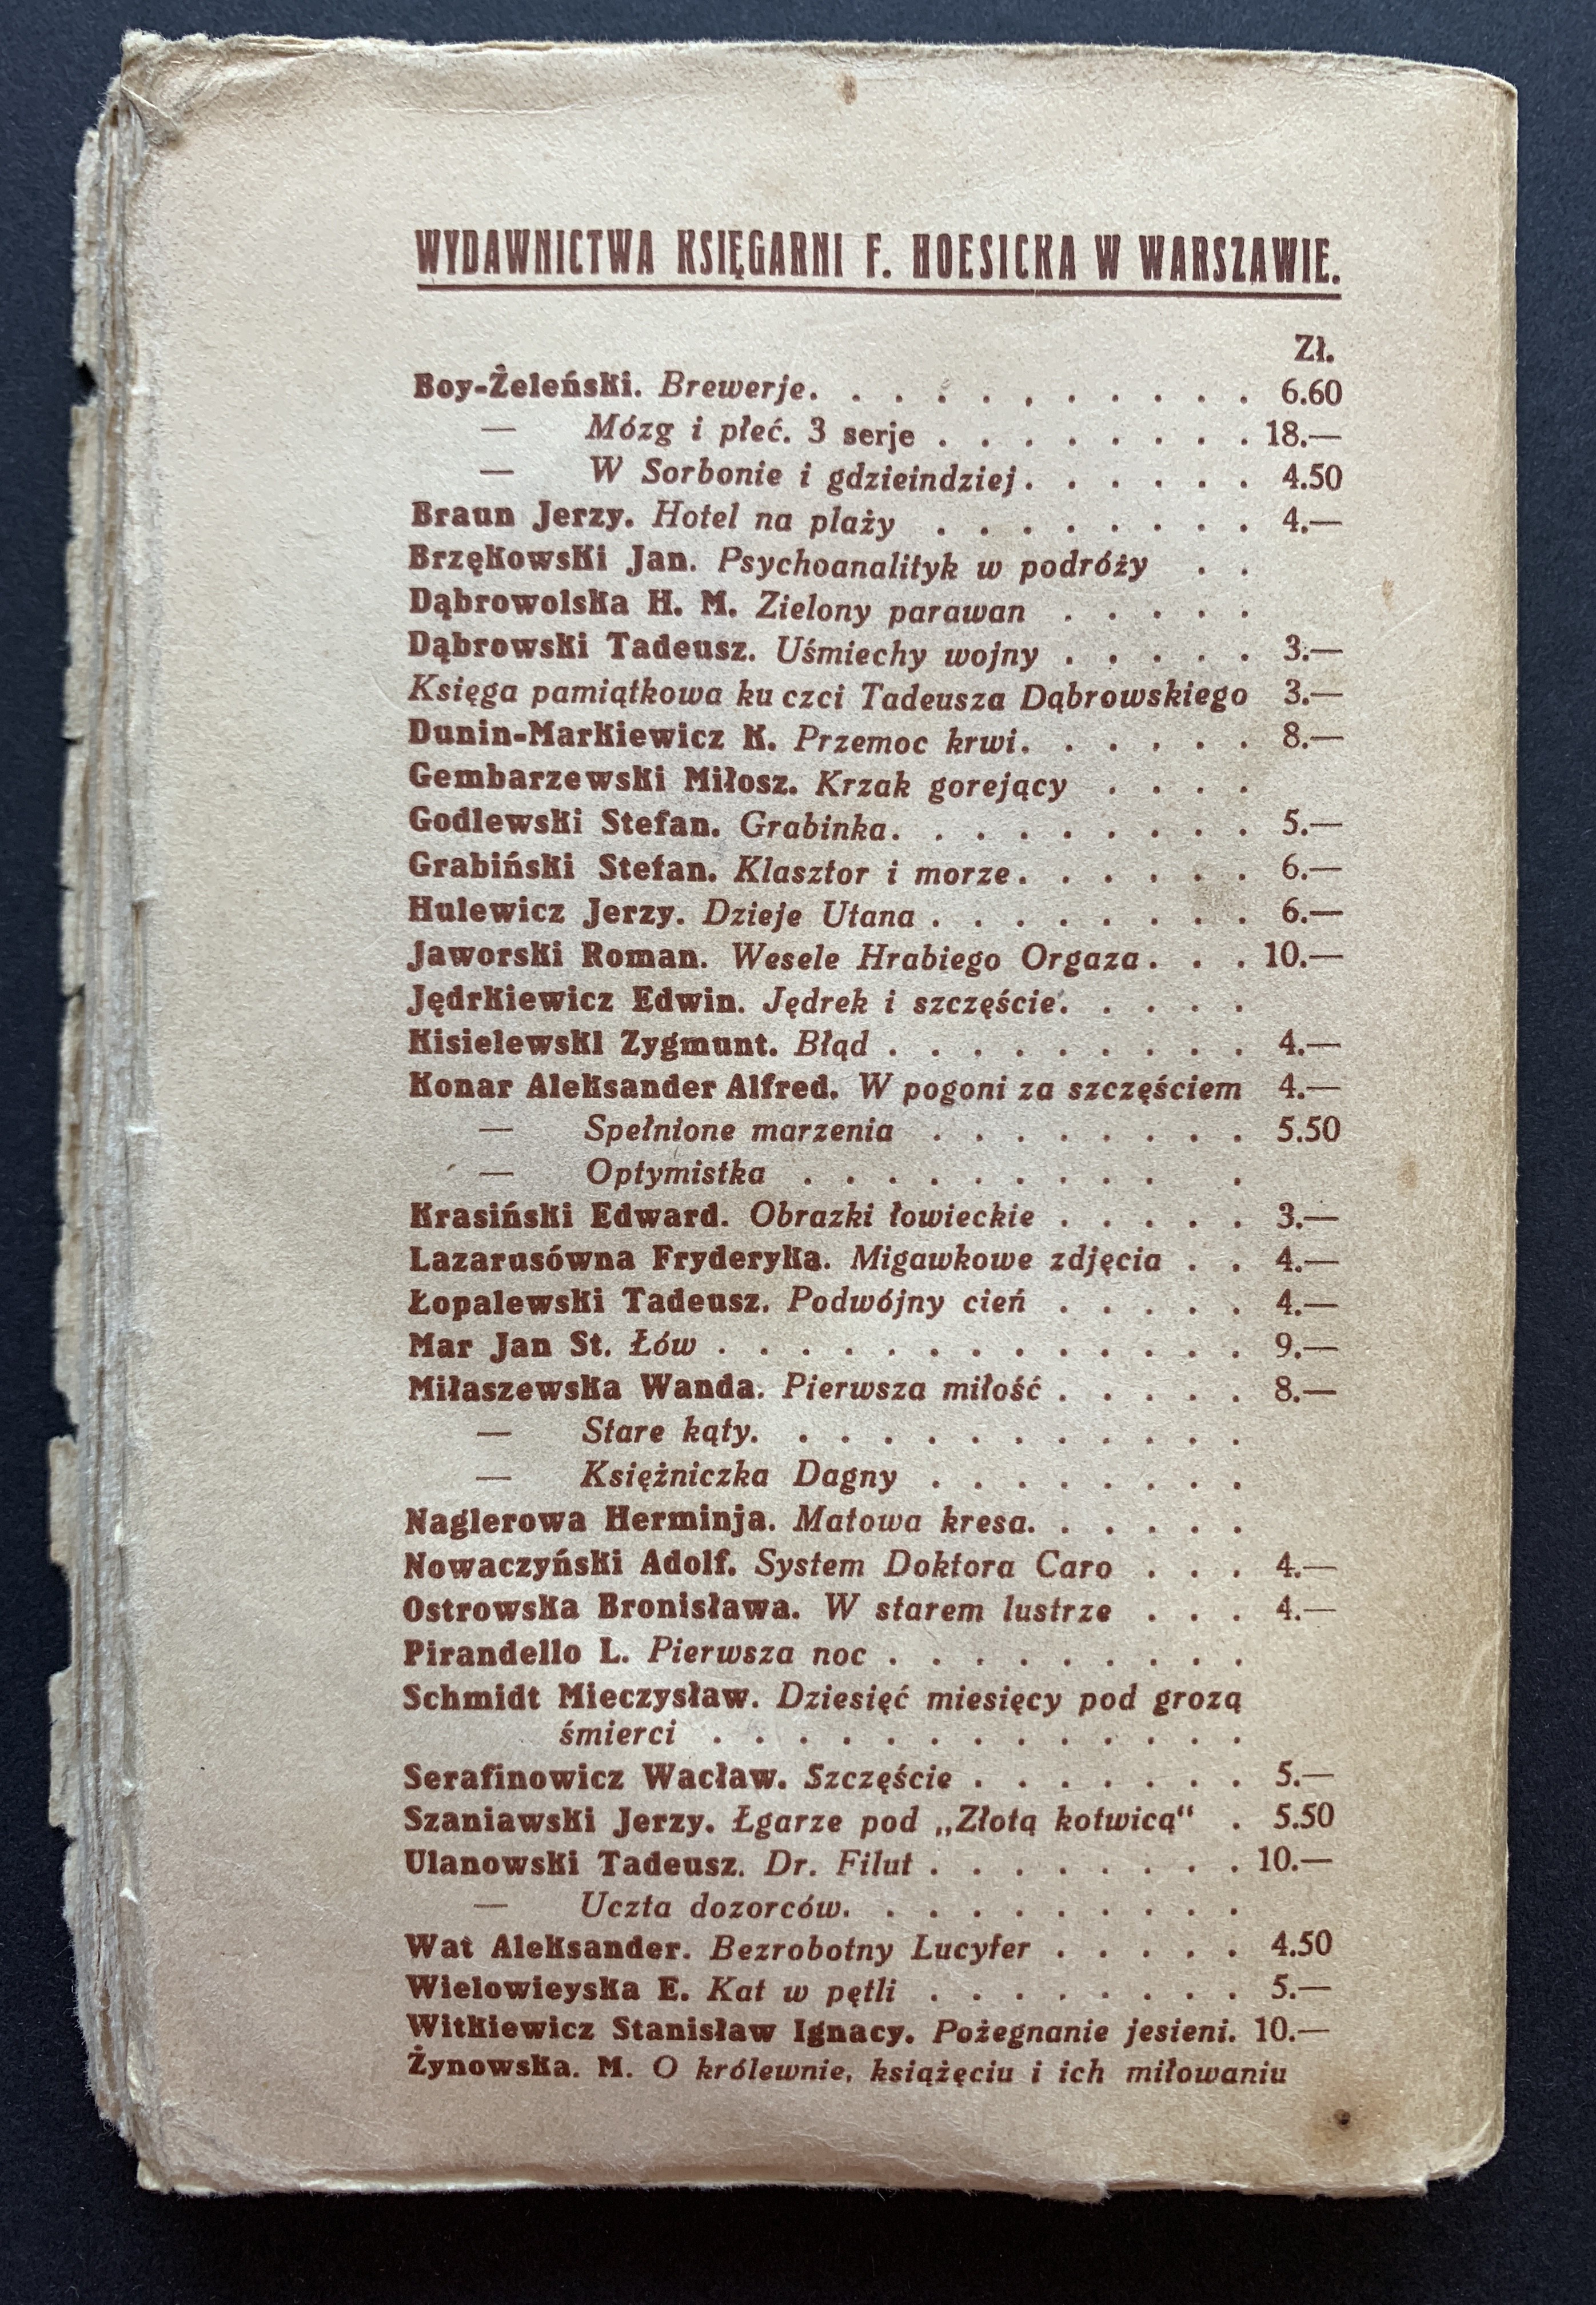 WYDAWNICTWA KSIĘGARNI F. HOESICKA W WARSZAWIE.
Zł.
Boy-Żeleński. Brewerje. . . . . . . . . . . 6.60
— Mózg i płeć. 3 serje . . . . . . . . 18.—
— W Sorbonie i gdzieindziej . . . . . . 4.50
Braun Jerzy. Hotel na plaży . . . . . . . . 4.—
Brzękowski Jan. Psychoanalityk w podróży . .
Dąbrowolska H. M. Zielony parawan . . . . .
Dąbrowski Tadeusz. Uśmiechy wojny . . . . . 3.—
Księga pamiątkowa ku czci Tadeusza Dąbrowskiego 3.—
Dunin-Markiewicz K. Przemoc krwi. . . . . . 8.—
Gembarzewski Miłosz. Krzak gorejący . . . .
Godlewski Stefan. Grabinka. . . . . . . . . 5.—
Grabiński Stefan. Klasztor i morze. . . . . . 6.—
Hulewicz Jerzy. Dzieje Utana . . . . . . . . 6.—
Jaworski Roman. Wesele Hrabiego Orgaza . . . 10.—
Jędrkiewicz Edwin. Jędrek i szczęście. . . . .
Kisielewskl Zygmunt. Błąd . . . . . . . . . 4.—
Konar Aleksander Alfred. W pogoni za szczęściem 4.—
— Spełnione marzenia . . . . . . . . 5.50
— Optymistka . . . . . . . . . .
Krasiński Edward. Obrazki łowieckie . . . . . 3.—
Lazarusówna Fryderyka. Migawkowe zdjęcia . . 4.—
Łopalewski Tadeusz. Podwójny cień . . . . . 4.—
Mar Jan St. Łów . . . . . . . . . . . . . 9.—
Miłaszewska Wanda. Pierwsza miłość . . . . . 8.—
— Stare kąty. . . . . . . . . . . .
— Księżniczka Dagny . . . . . . . .
Naglerowa Herminja. Matowa kresa. . . . . .
Nowaczyński Adolf. System Doktora Caro . . . 4.—
Ostrowska Bronisława. W starem lustrze . . . 4.—
Pirandello L. Pierwsza noc . . . . . . . . .
Schmidt Mieczysław. Dziesięć miesięcy pod grozą
śmierci . . . . . . . . . . . . .
Serafinowicz Wacław. Szczęście . . . . . . . 5.—
Szaniawski Jerzy. Łgarze pod „Złotą kotwicą" . 5.50
Ulanowski Tadeusz. Dr. Filut . . . . . . . . 10.—
— Uczta dozorców. . . . . . . . . .
Wat Aleksander. Bezrobotny Lucyfer . . . . . 4.50
Wielowieyska E. Kat w pętli . . . . . . . . 5.—
Witkiewicz Stanisław Ignacy. Pożegnanie jesieni. 10.—
Żynowska. M. O królewnie, książęciu i ich miłowaniu